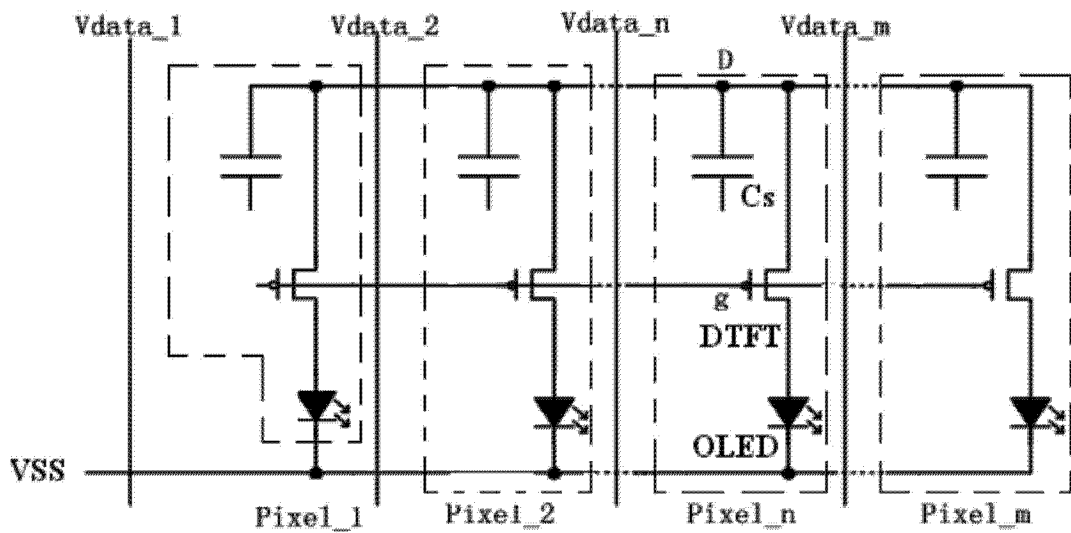 Vdata_1 Vdata_2 Vdata_n Vdata_m
D
Cs
g
DTFT
OLED
VSS
Pixel_1 Pixel_2 Pixel_n Pixel_m